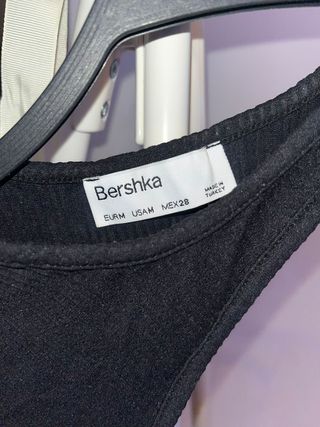 Bershka
EUR M USA M MEX 28
MADE IN
TURKEY